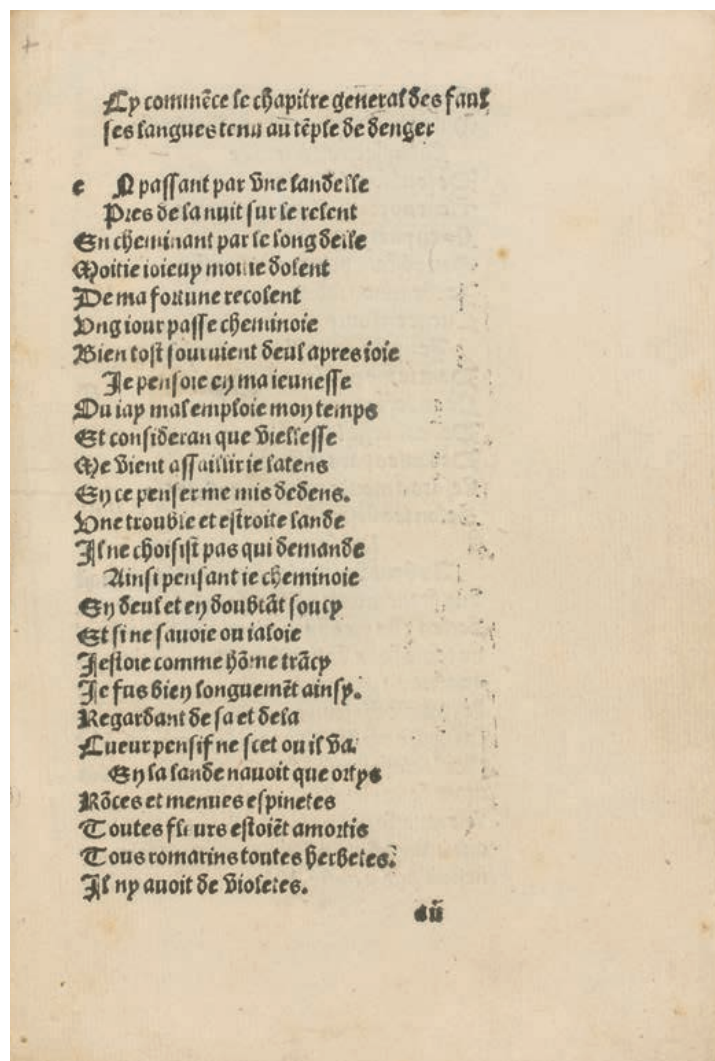 Cy commēce le chapitre general des faul
ses langues tenu au tēple de denger
e N passant par vne landelle
Pres de la nuit sur le relent
En cheminant par le long delle
Moitie ioieux moitie dolent
De ma fortune recolent
Vng iour passe cheminoie
Bien tost souruient deul apres ioie
Je pensoie en ma ieunesse
Ou iay mal emploie mon temps
Et consideran que viellesse
Me vient assaillir ie latens
En ce penser me mis dedens.
Vne trouble et estroite lande
Il ne choisist pas qui demande
Ainsi pensant ie cheminoie
En deul et en doubtāt soucy
Et si ne sauoie ou ialoie
Jestoie comme hōme trācy
Je fus bien longuemēt ainsy.
Regardant de sa et dela
Cueur pensif ne scet ou il va.
En la lande nauoit que ortys
Rōces et menues espinetes
Toutes fleurs estoiēt amortis
Tous romarins toutes herbetes.
Il ny auoit de violetes.
aii